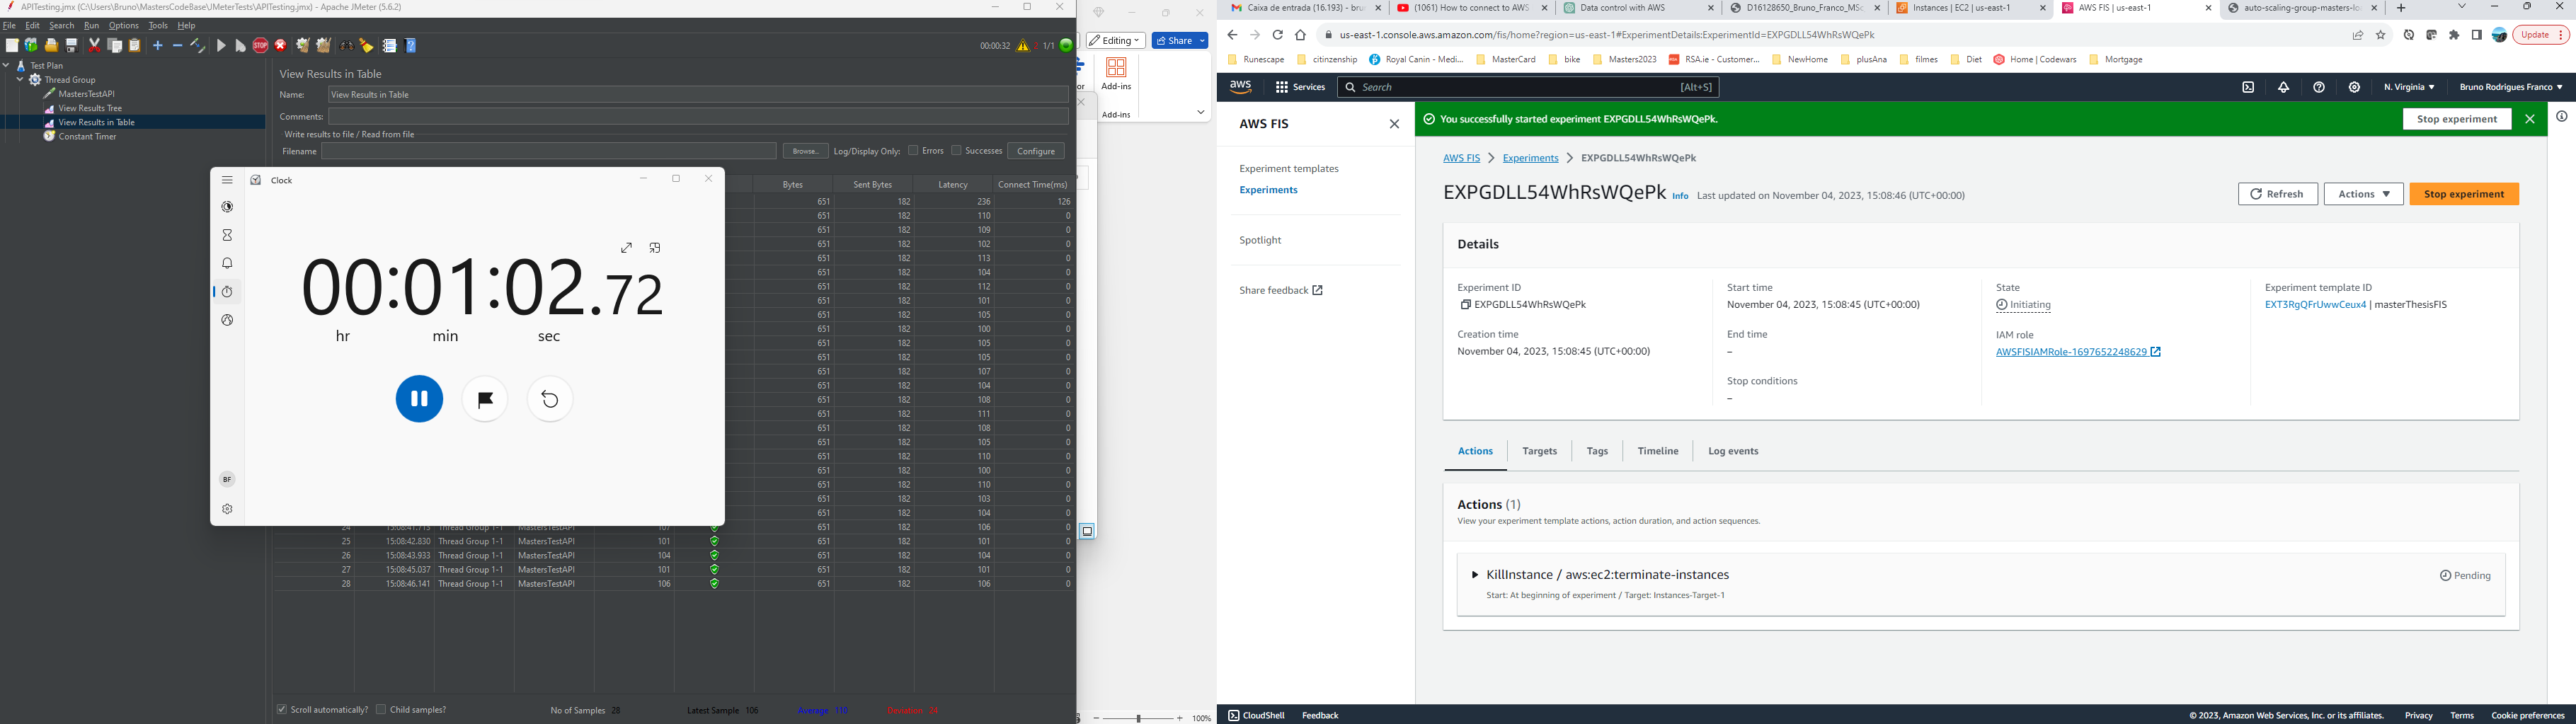 APITesting.jmx (C:\Users\Bruno\MastersCodeBase\JMeterTests\APITesting.jmx) - Apache JMeter (5.6.2)
File Edit Search Run Options Tools Help
00:00:32 2 1/1
Test Plan
Thread Group
MastersTestAPI
View Results Tree
View Results in Table
Constant Timer
View Results in Table
Name: View Results in Table
Comments:
Write results to file / Read from file
Filename Browse... Log/Display Only: Errors Successes Configure
Bytes Sent Bytes Latency Connect Time(ms)
651 182 236 126
651 182 110 0
651 182 109 0
651 182 102 0
651 182 113 0
651 182 104 0
651 182 112 0
651 182 101 0
651 182 105 0
651 182 100 0
651 182 105 0
651 182 105 0
651 182 107 0
651 182 104 0
651 182 108 0
651 182 111 0
651 182 108 0
651 182 105 0
651 182 110 0
651 182 100 0
651 182 110 0
651 182 103 0
651 182 104 0
24 15:08:41.713 Thread Group 1-1 MastersTestAPI 107 651 182 106 0
25 15:08:42.830 Thread Group 1-1 MastersTestAPI 101 651 182 101 0
26 15:08:43.933 Thread Group 1-1 MastersTestAPI 104 651 182 104 0
27 15:08:45.037 Thread Group 1-1 MastersTestAPI 101 651 182 101 0
28 15:08:46.141 Thread Group 1-1 MastersTestAPI 106 651 182 106 0
Scroll automatically? Child samples? No of Samples 28 Latest Sample 106 Average 110 Deviation 24
Clock
00:01:02.72
hr min sec
BF
Editing Share
or Add-ins
Add-ins
100%
Caixa de entrada (16.193) - bru
(1061) How to connect to AWS
Data control with AWS
D16128650_Bruno_Franco_MSc
Instances | EC2 | us-east-1
AWS FIS | us-east-1
auto-scaling-group-masters-lo
us-east-1.console.aws.amazon.com/fis/home?region=us-east-1#ExperimentDetails:ExperimentId=EXPGDLL54WhRsWQePk
Update
Runescape citinzenship Royal Canin - Medi... MasterCard bike Masters2023 RSA.ie - Customer... NewHome plusAna filmes Diet Home | Codewars Mortgage
aws Services Search [Alt+S] N. Virginia Bruno Rodrigues Franco
AWS FIS
Experiment templates
Experiments
Spotlight
Share feedback
You successfully started experiment EXPGDLL54WhRsWQePk. Stop experiment
AWS FIS Experiments EXPGDLL54WhRsWQePk
EXPGDLL54WhRsWQePk Info Last updated on November 04, 2023, 15:08:46 (UTC+00:00) Refresh Actions Stop experiment
Details
Experiment ID
EXPGDLL54WhRsWQePk
Creation time
November 04, 2023, 15:08:45 (UTC+00:00)
Start time
November 04, 2023, 15:08:45 (UTC+00:00)
End time
–
Stop conditions
–
State
Initiating
IAM role
AWSFISIAMRole-1697652248629
Experiment template ID
EXT3RgQFrUwwCeux4 | masterThesisFIS
Actions Targets Tags Timeline Log events
Actions (1)
View your experiment template actions, action duration, and action sequences.
KillInstance / aws:ec2:terminate-instances Pending
Start: At beginning of experiment / Target: Instances-Target-1
CloudShell Feedback © 2023, Amazon Web Services, Inc. or its affiliates. Privacy Terms Cookie preferences